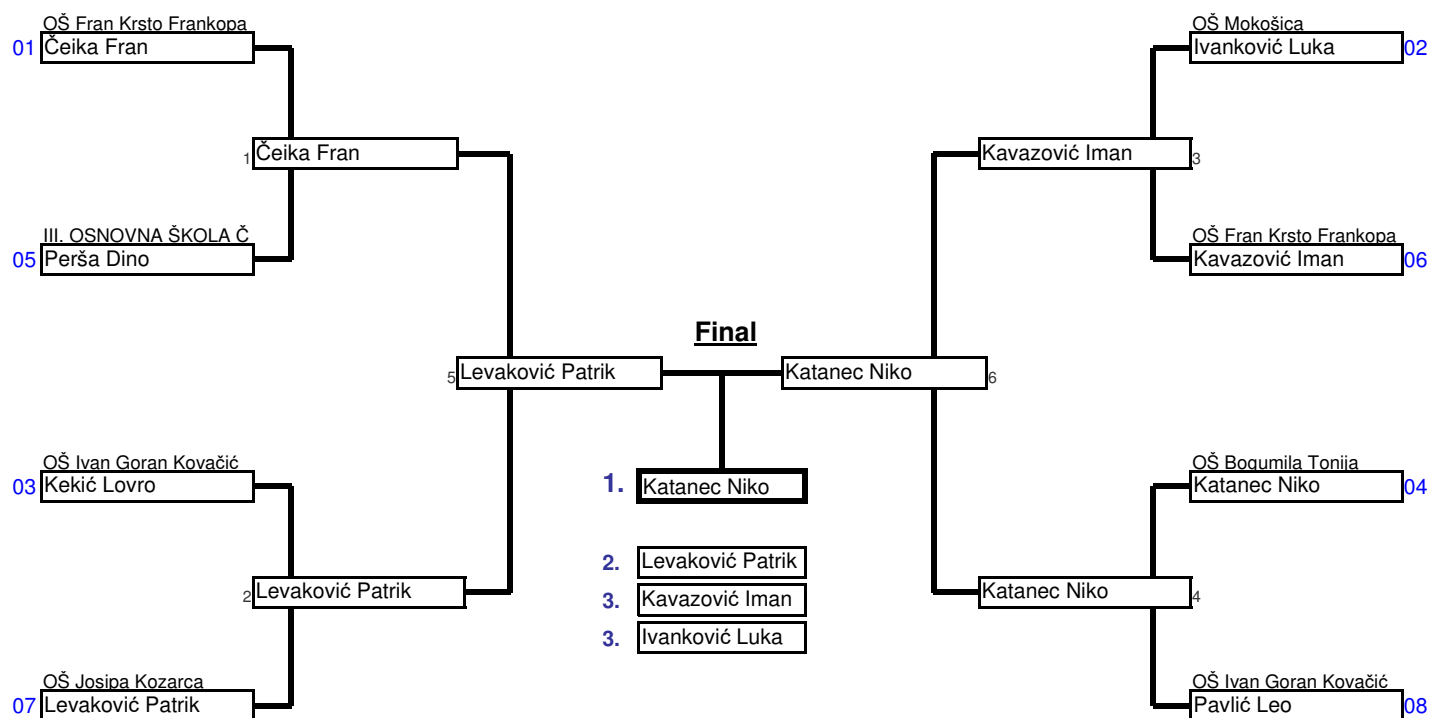 OŠ Fran Krsto Frankopa
01 Čeika Fran
OŠ Mokošica
Ivanković Luka 02
1 Čeika Fran
Kavazović Iman 3
III. OSNOVNA ŠKOLA Č
05 Perša Dino
OŠ Fran Krsto Frankopa
Kavazović Iman 06
Final
5 Levaković Patrik
Katanec Niko 6
OŠ Ivan Goran Kovačić
03 Kekić Lovro
1. Katanec Niko
OŠ Bogumila Tonija
Katanec Niko 04
2. Levaković Patrik
3. Kavazović Iman
3. Ivanković Luka
2 Levaković Patrik
Katanec Niko 4
OŠ Josipa Kozarca
07 Levaković Patrik
OŠ Ivan Goran Kovačić
Pavlić Leo 08